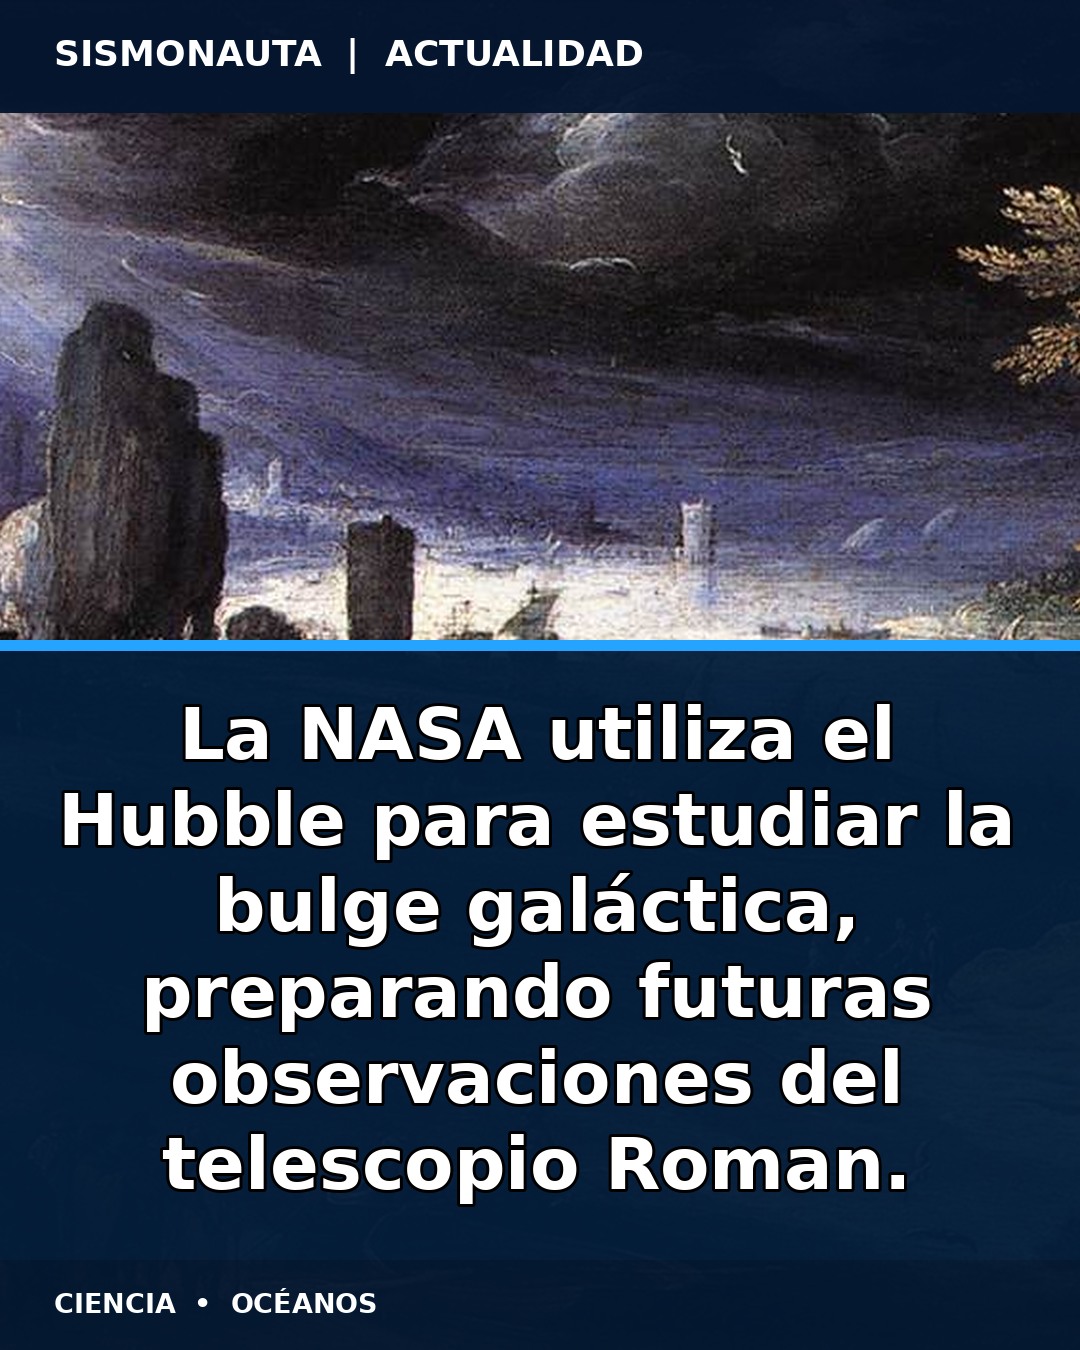 SISMONAUTA | ACTUALIDAD
La NASA utiliza el
Hubble para estudiar la
bulge galáctica,
preparando futuras
observaciones del
telescopio Roman.
CIENCIA • OCÉANOS